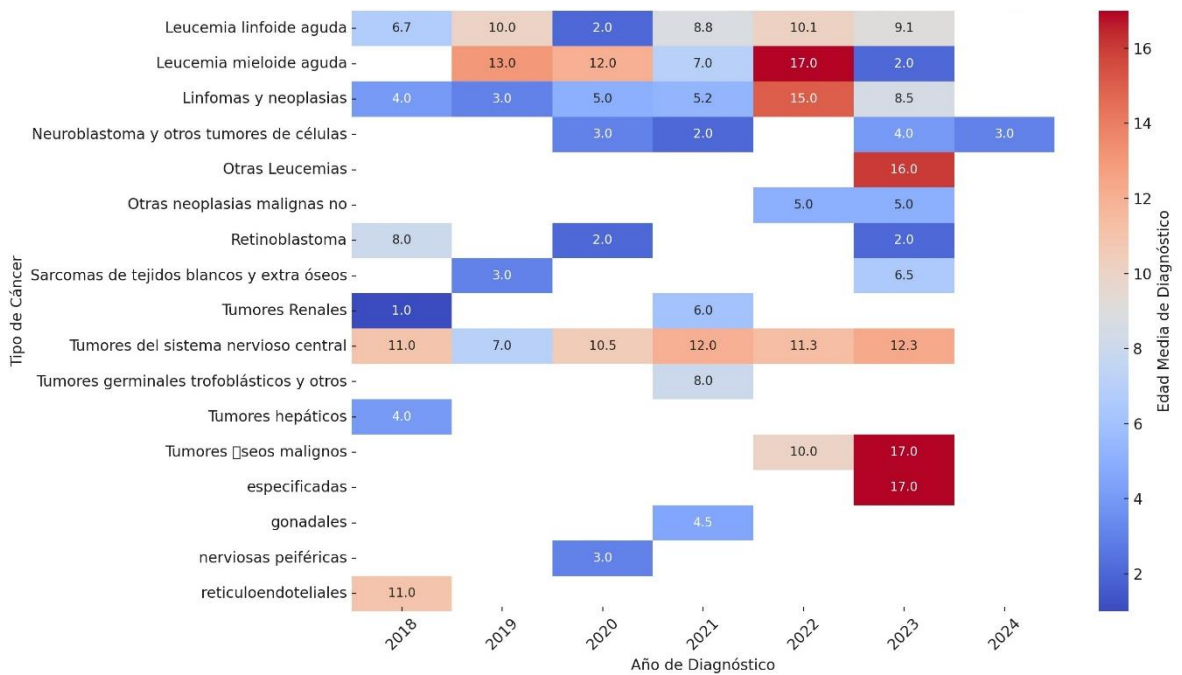 Tipo de Cáncer
Leucemia linfoide aguda 6.7 10.0 2.0 8.8 10.1 9.1
Leucemia mieloide aguda 13.0 12.0 7.0 17.0 2.0
Linfomas y neoplasias 4.0 3.0 5.0 5.2 15.0 8.5
Neuroblastoma y otros tumores de células 3.0 2.0 4.0 3.0
Otras Leucemias 16.0
Otras neoplasias malignas no 5.0 5.0
Retinoblastoma 8.0 2.0 2.0
Sarcomas de tejidos blancos y extra óseos 3.0 6.5
Tumores Renales 1.0 6.0
Tumores del sistema nervioso central 11.0 7.0 10.5 12.0 11.3 12.3
Tumores germinales trofoblásticos y otros 8.0
Tumores hepáticos 4.0
Tumores ▯seos malignos 10.0 17.0
especificadas 17.0
gonadales 4.5
nerviosas peiféricas 3.0
reticuloendoteliales 11.0
2018 2019 2020 2021 2022 2023 2024
Año de Diagnóstico
16
14
12
10
8
6
4
2
Edad Media de Diagnóstico